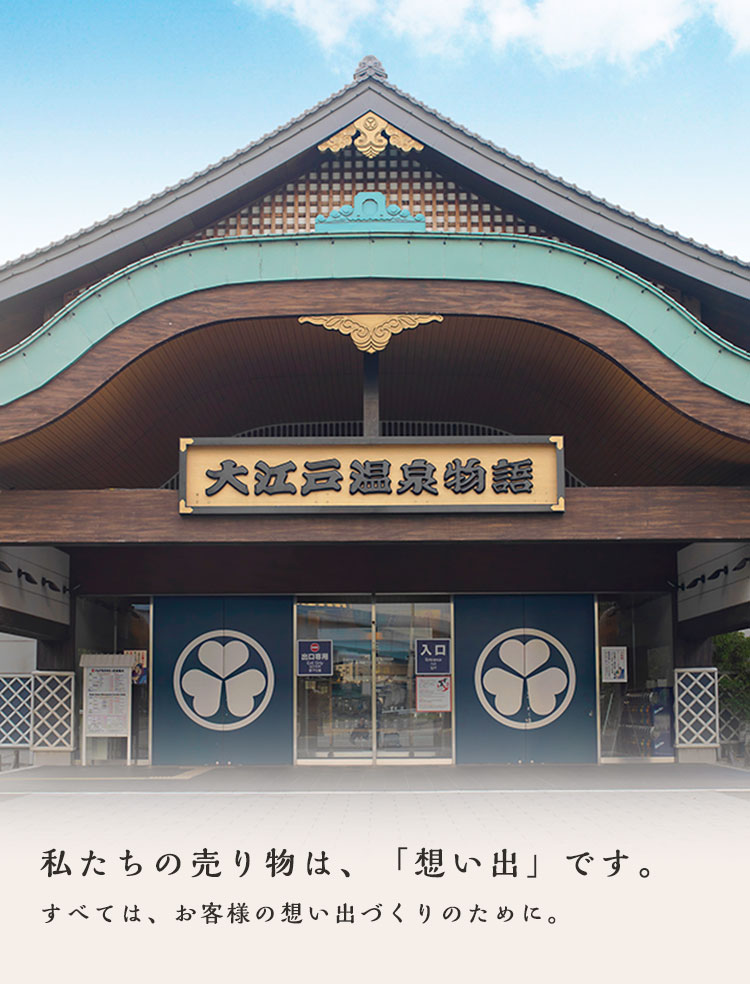 大江戸温泉物語
出口専用
入口
私たちの売り物は、「想い出」です。
すべては、お客様の想い出づくりのために。